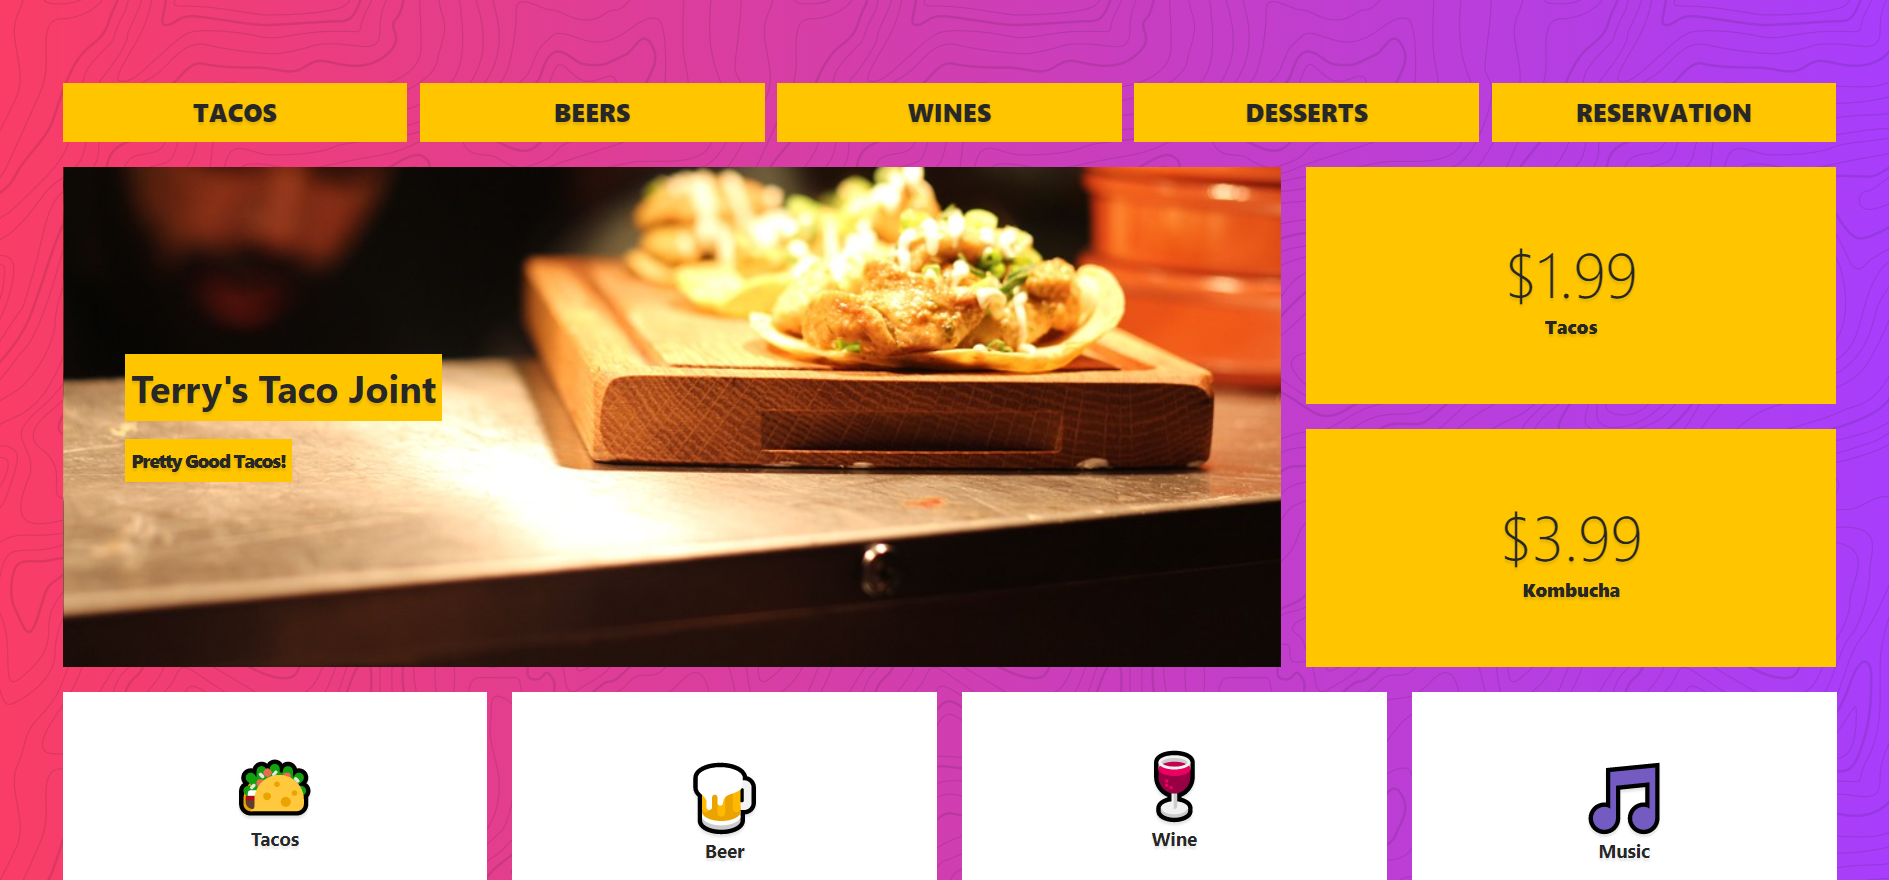 TACOS
BEERS
WINES
DESSERTS
RESERVATION
Terry's Taco Joint
Pretty Good Tacos!
$1.99
Tacos
$3.99
Kombucha
Tacos
Beer
Wine
Music